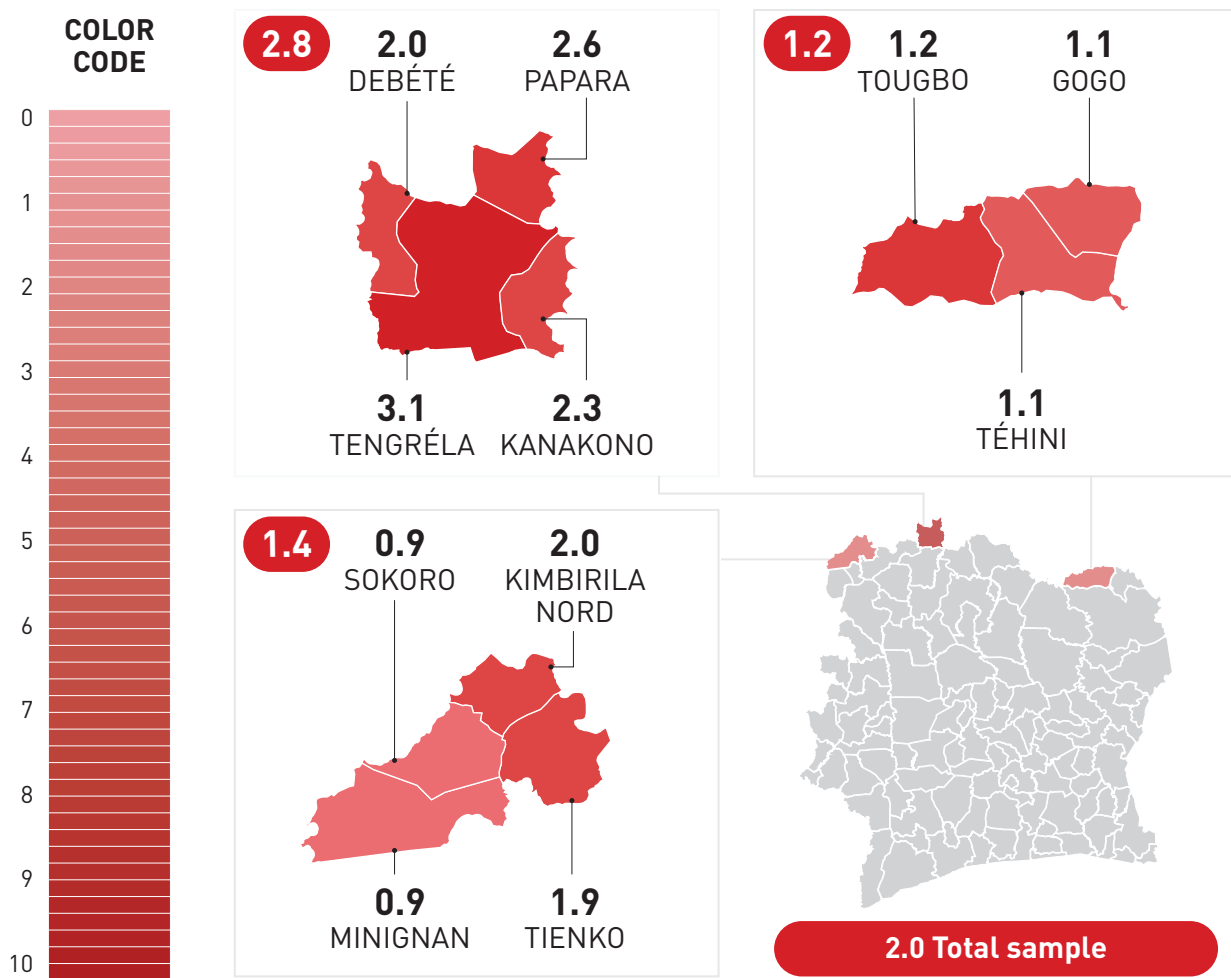 COLOR
CODE
0
1
2
3
4
5
6
7
8
9
10
2.8
2.0
DEBÉTÉ
2.6
PAPARA
3.1
TENGRÉLA
2.3
KANAKONO
1.2
1.2
TOUGBO
1.1
GOGO
1.1
TÉHINI
1.4
0.9
SOKORO
2.0
KIMBIRILA
NORD
0.9
MINIGNAN
1.9
TIENKO
2.0 Total sample